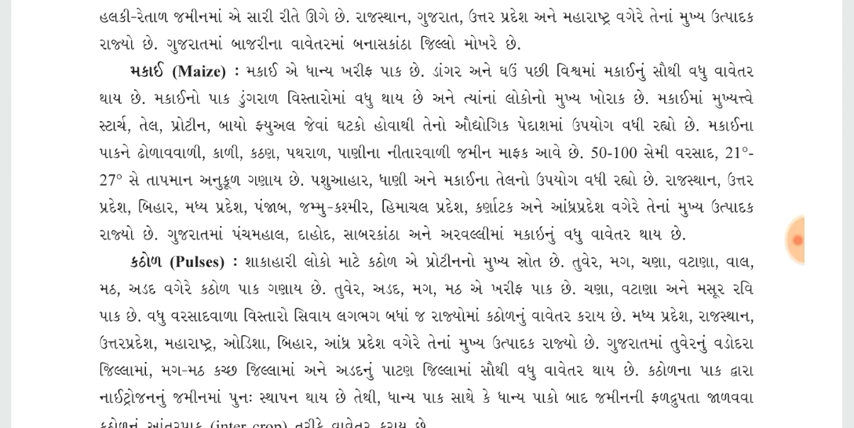 હલકી-રેતાળ જમીનમાં એ સારી રીતે ઊગે છે. રાજસ્થાન, ગુજરાત, ઉત્તર પ્રદેશ અને મહારાષ્ટ્ર વગેરે તેનાં મુખ્ય ઉત્પાદક
રાજ્યો છે. ગુજરાતમાં બાજરીના વાવેતરમાં બનાસકાંઠા જિલ્લો મોખરે છે.
મકાઈ (Maize) : મકાઈ એ ધાન્ય ખરીફ પાક છે. ડાંગર અને ઘઉં પછી વિશ્વમાં મકાઈનું સૌથી વધુ વાવેતર
થાય છે. મકાઈનો પાક ડુંગરાળ વિસ્તારોમાં વધુ થાય છે અને ત્યાંનાં લોકોનો મુખ્ય ખોરાક છે. મકાઈમાં મુખ્યત્ત્વે
સ્ટાર્ચ, તેલ, પ્રોટીન, બાયો ફ્યુઅલ જેવાં ઘટકો હોવાથી તેનો ઔદ્યોગિક પેદાશમાં ઉપયોગ વધી રહ્યો છે. મકાઈના
પાકને ઢોળાવવાળી, કાળી, કઠણ, પથરાળ, પાણીના નીતારવાળી જમીન માફક આવે છે. 50-100 સેમી વરસાદ, 21°-
27° સે તાપમાન અનુકૂળ ગણાય છે. પશુઆહાર, ધાણી અને મકાઈના તેલનો ઉપયોગ વધી રહ્યો છે. રાજસ્થાન, ઉત્તર
પ્રદેશ, બિહાર, મધ્ય પ્રદેશ, પંજાબ, જમ્મુ-કશ્મીર, હિમાચલ પ્રદેશ, કર્ણાટક અને આંધ્રપ્રદેશ વગેરે તેનાં મુખ્ય ઉત્પાદક
રાજ્યો છે. ગુજરાતમાં પંચમહાલ, દાહોદ, સાબરકાંઠા અને અરવલ્લીમાં મકાઈનું વધુ વાવેતર થાય છે.
કઠોળ (Pulses) : શાકાહારી લોકો માટે કઠોળ એ પ્રોટીનનો મુખ્ય સ્રોત છે. તુવેર, મગ, ચણા, વટાણા, વાલ,
મઠ, અડદ વગેરે કઠોળ પાક ગણાય છે. તુવેર, અડદ, મગ, મઠ એ ખરીફ પાક છે. ચણા, વટાણા અને મસૂર રવિ
પાક છે. વધુ વરસાદવાળા વિસ્તારો સિવાય લગભગ બધાં જ રાજ્યોમાં કઠોળનું વાવેતર કરાય છે. મધ્ય પ્રદેશ, રાજસ્થાન,
ઉત્તરપ્રદેશ, મહારાષ્ટ્ર, ઓડિશા, બિહાર, આંધ્ર પ્રદેશ વગેરે તેનાં મુખ્ય ઉત્પાદક રાજ્યો છે. ગુજરાતમાં તુવેરનું વડોદરા
જિલ્લામાં, મગ-મઠ કચ્છ જિલ્લામાં અને અડદનું પાટણ જિલ્લામાં સૌથી વધુ વાવેતર થાય છે. કઠોળના પાક દ્વારા
નાઈટ્રોજનનું જમીનમાં પુનઃ સ્થાપન થાય છે તેથી, ધાન્ય પાક સાથે કે ધાન્ય પાકો બાદ જમીનની ફળદ્રુપતા જાળવવા
કઠોળનું આંતરપાક (inter crop) તરીકે વાવેતર કરાય છે.